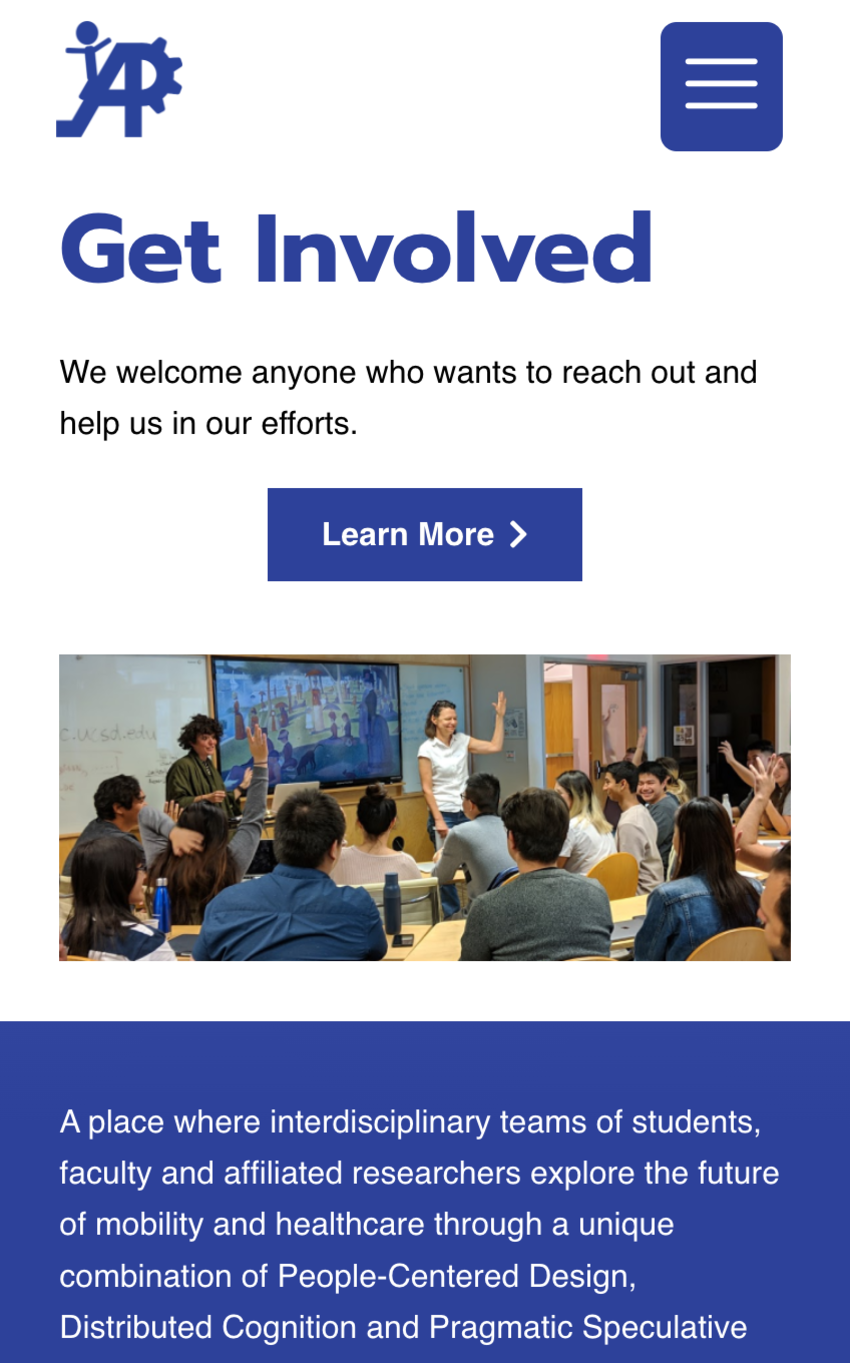 AP
Get Involved
We welcome anyone who wants to reach out and
help us in our efforts.
Learn More
c.ucsd.edu
A place where interdisciplinary teams of students,
faculty and affiliated researchers explore the future
of mobility and healthcare through a unique
combination of People-Centered Design,
Distributed Cognition and Pragmatic Speculative